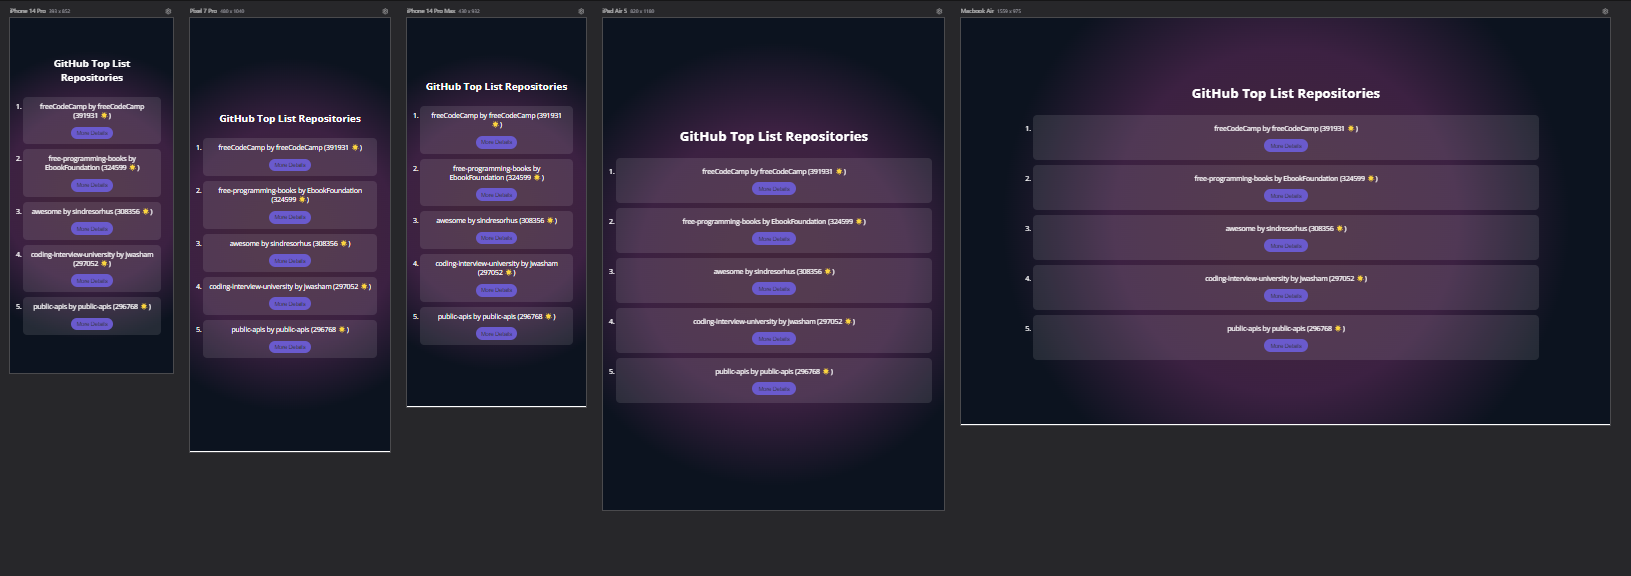 iPhone 14 Pro 393 x 852
GitHub Top List
Repositories
1. freeCodeCamp by freeCodeCamp
(391931 🌟 )
More Details
2. free-programming-books by
EbookFoundation (324599 🌟 )
More Details
3. awesome by sindresorhus (308356 🌟 )
More Details
4. coding-interview-university by jwasham
(297052 🌟 )
More Details
5. public-apis by public-apis (296768 🌟 )
More Details
Pixel 7 Pro
GitHub Top List Repositories
1. freeCodeCamp by freeCodeCamp (391931 🌟 )
More Details
2. free-programming-books by EbookFoundation
(324599 🌟 )
More Details
3. awesome by sindresorhus (308356 🌟 )
More Details
4. coding-interview-university by jwasham (297052 🌟 )
More Details
5. public-apis by public-apis (296768 🌟 )
More Details
iPhone 14 Pro Max 430 x 932
GitHub Top List Repositories
1. freeCodeCamp by freeCodeCamp (391931
🌟 )
More Details
2. free-programming-books by
EbookFoundation (324599 🌟 )
More Details
3. awesome by sindresorhus (308356 🌟 )
More Details
4. coding-interview-university by jwasham
(297052 🌟 )
More Details
5. public-apis by public-apis (296768 🌟 )
More Details
iPad Air 5 820 x 1180
GitHub Top List Repositories
1. freeCodeCamp by freeCodeCamp (391931 🌟 )
More Details
2. free-programming-books by EbookFoundation (324599 🌟 )
More Details
3. awesome by sindresorhus (308356 🌟 )
More Details
4. coding-interview-university by jwasham (297052 🌟 )
More Details
5. public-apis by public-apis (296768 🌟 )
More Details
Macbook Air 1559 x 975
GitHub Top List Repositories
1. freeCodeCamp by freeCodeCamp (391931 🌟 )
More Details
2. free-programming-books by EbookFoundation (324599 🌟 )
More Details
3. awesome by sindresorhus (308356 🌟 )
More Details
4. coding-interview-university by jwasham (297052 🌟 )
More Details
5. public-apis by public-apis (296768 🌟 )
More Details